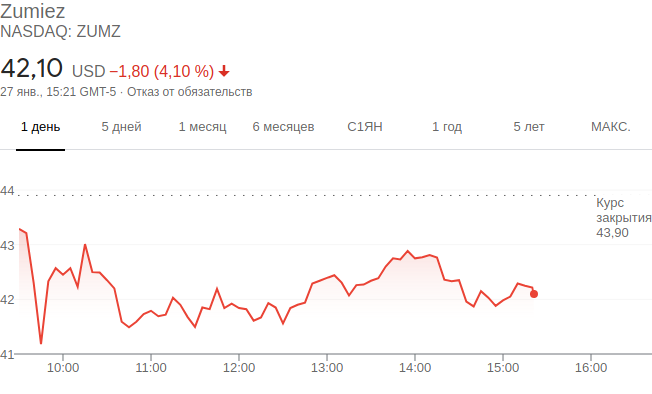 Zumiez
NASDAQ: ZUMZ
42,10 USD −1,80 (4,10 %)
27 янв., 15:21 GMT-5 · Отказ от обязательств
1 день 5 дней 1 месяц 6 месяцев С1ЯН 1 год 5 лет МАКС.
44
Курс
закрытия
43,90
43
42
41
10:00 11:00 12:00 13:00 14:00 15:00 16:00